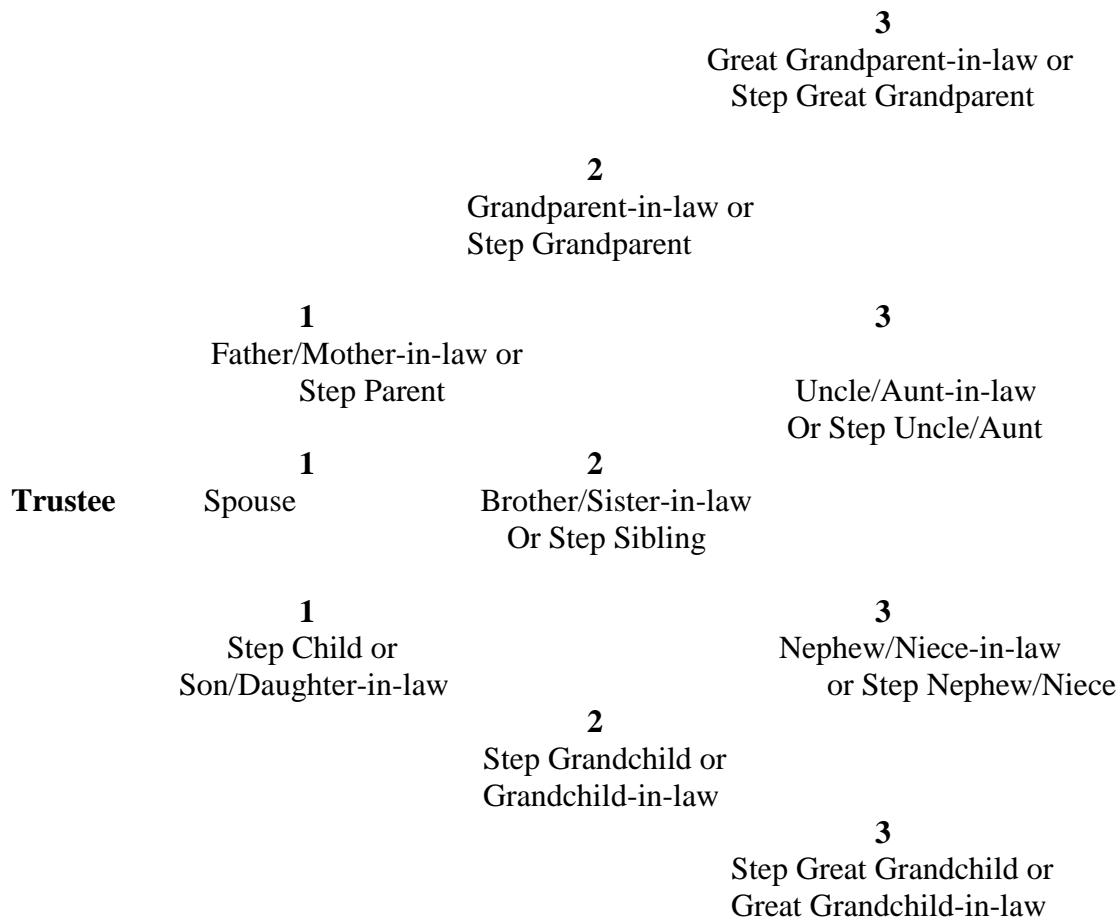 3
Great Grandparent-in-law or
Step Great Grandparent
2
Grandparent-in-law or
Step Grandparent
1 3
Father/Mother-in-law or
Step Parent Uncle/Aunt-in-law
Or Step Uncle/Aunt
1 2
Trustee Spouse Brother/Sister-in-law
Or Step Sibling
1 3
Step Child or Nephew/Niece-in-law
Son/Daughter-in-law or Step Nephew/Niece
2
Step Grandchild or
Grandchild-in-law
3
Step Great Grandchild or
Great Grandchild-in-law